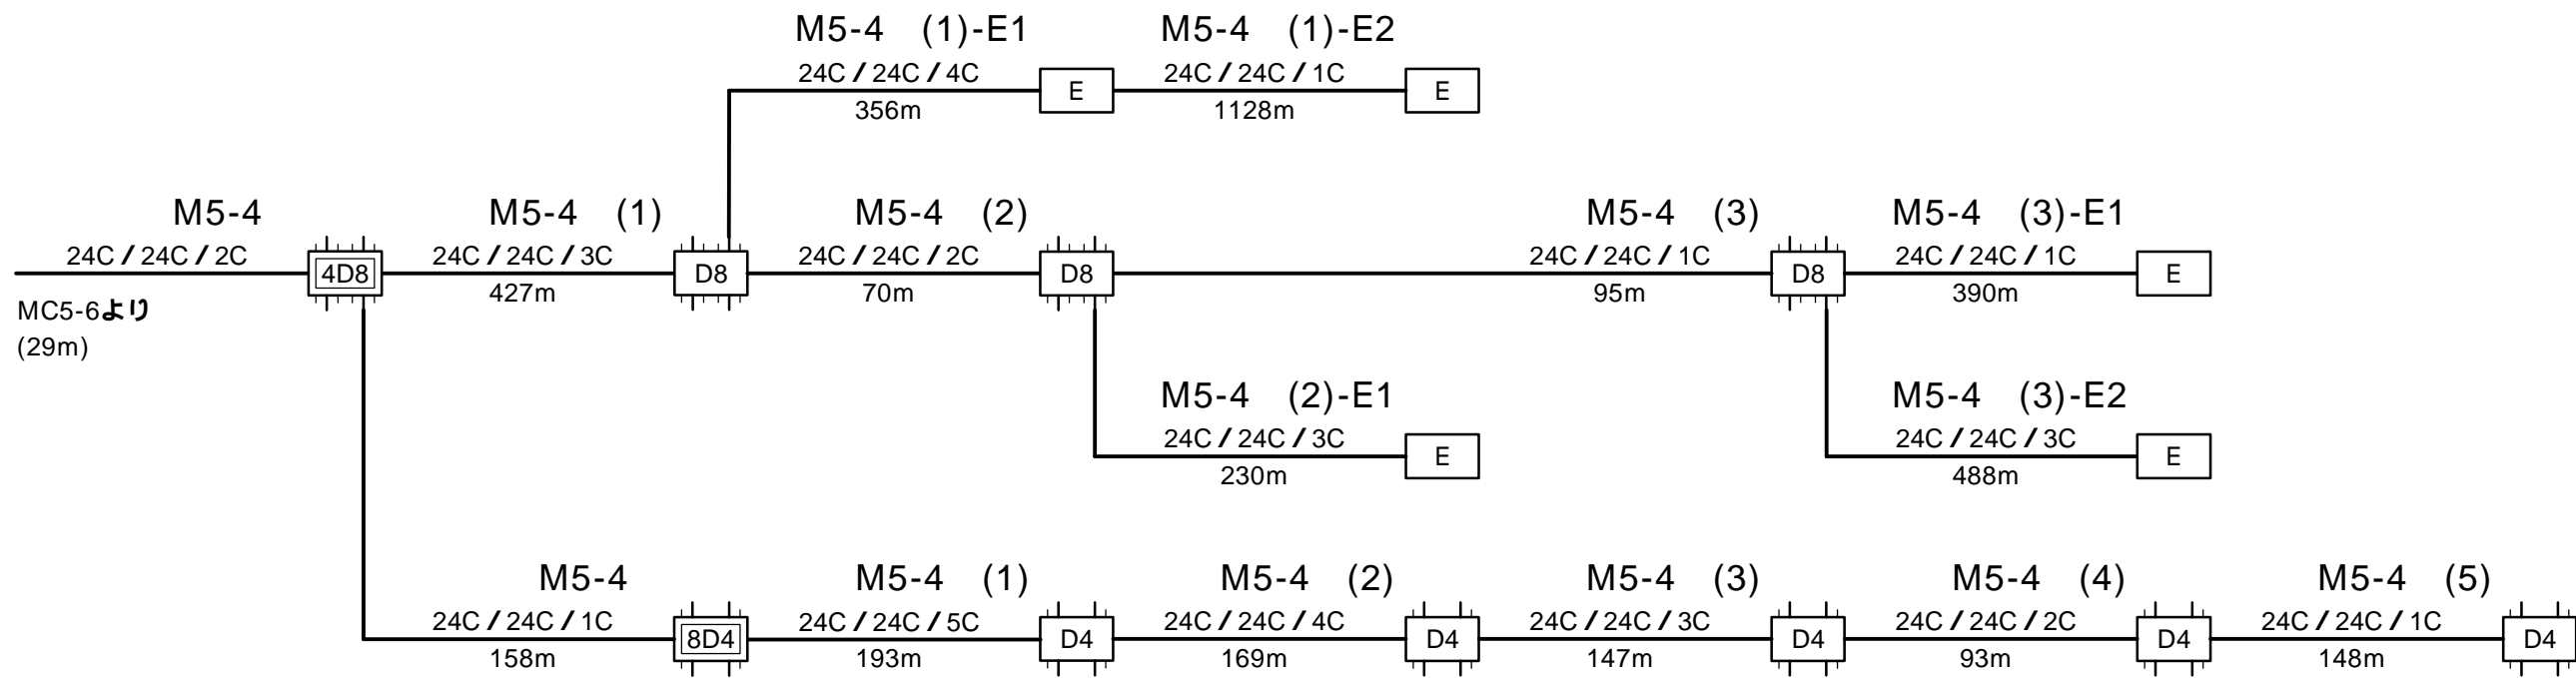 M5-4 (1)-E1
24C/24C/4C
356m
E
M5-4 (1)-E2
24C/24C/1C
1128m
E
M5-4
24C/24C/2C
MC5-6より
(29m)
4D8
M5-4 (1)
24C/24C/3C
427m
D8
M5-4 (2)
24C/24C/2C
70m
D8
M5-4 (3)
24C/24C/1C
95m
D8
M5-4 (3)-E1
24C/24C/1C
390m
E
M5-4 (2)-E1
24C/24C/3C
230m
E
M5-4 (3)-E2
24C/24C/3C
488m
E
M5-4
24C/24C/1C
158m
8D4
M5-4 (1)
24C/24C/5C
193m
D4
M5-4 (2)
24C/24C/4C
169m
D4
M5-4 (3)
24C/24C/3C
147m
D4
M5-4 (4)
24C/24C/2C
93m
D4
M5-4 (5)
24C/24C/1C
148m
D4